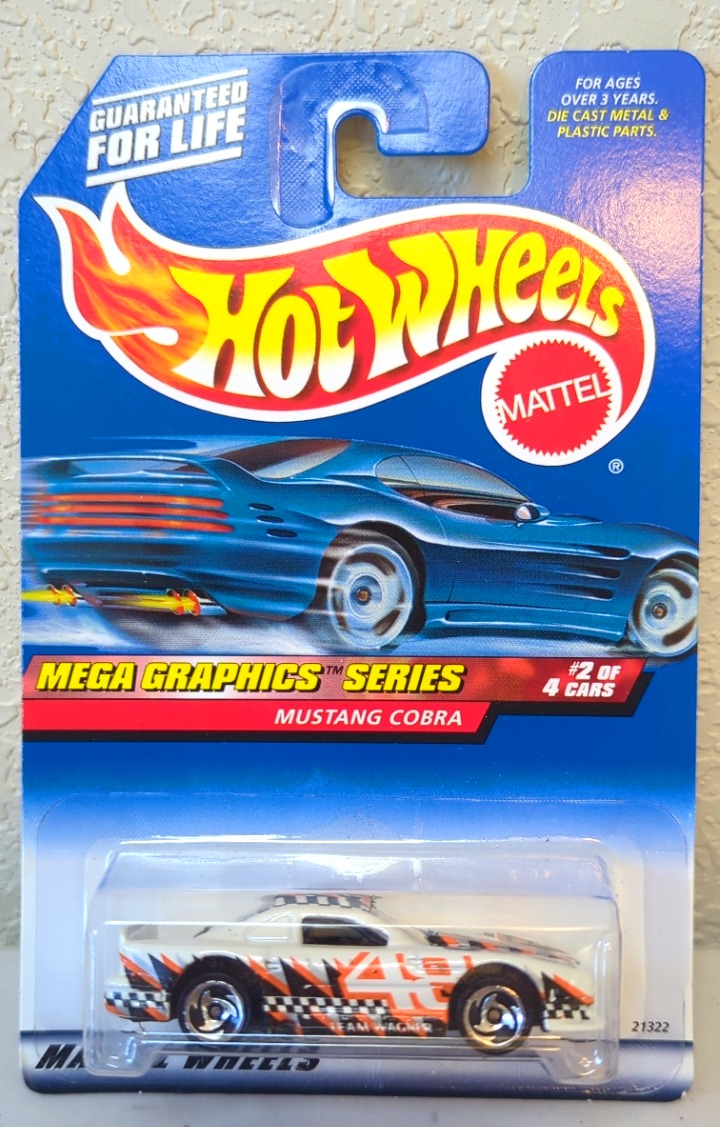 GUARANTEED
FOR LIFE
FOR AGES
OVER 3 YEARS.
DIE CAST METAL &
PLASTIC PARTS.
HOT WHEELS
MATTEL
®
MEGA GRAPHICS™ SERIES
#2 OF
4 CARS
MUSTANG COBRA
TEAM WAGNER
21322
WHEELS